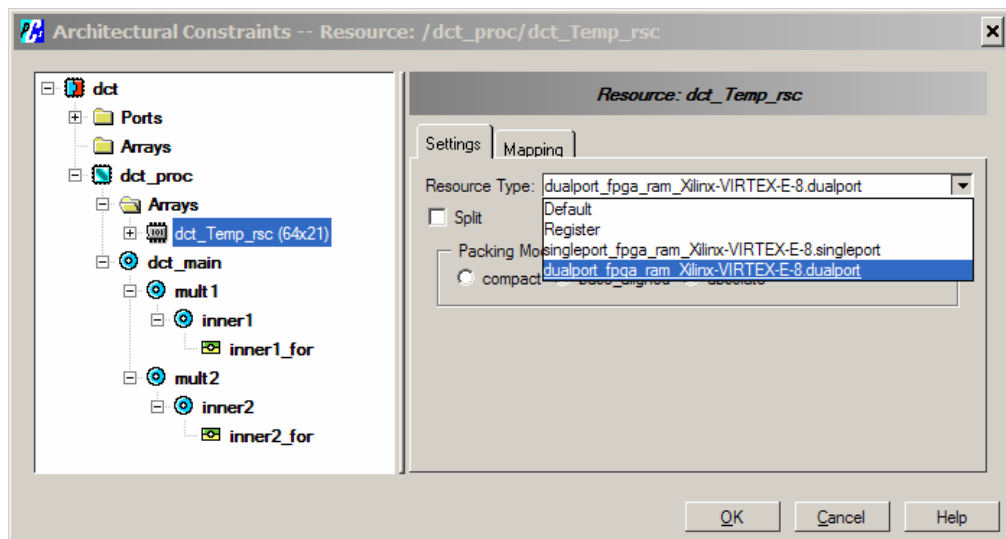 Architectural Constraints -- Resource: /dct_proc/dct_Temp_rsc
dct
Ports
Arrays
dct_proc
Arrays
dct_Temp_rsc (64x21)
dct_main
mult1
inner1
inner1_for
mult2
inner2
inner2_for
Resource: dct_Temp_rsc
Settings
Mapping
Resource Type: dualport_fpga_ram_Xilinx-VIRTEX-E-8.dualport
Default
Split
Register
Packing Mo
singleport_fpga_ram_Xilinx-VIRTEX-E-8.singleport
dualport_fpga_ram_Xilinx-VIRTEX-E-8.dualport
compact
OK
Cancel
Help